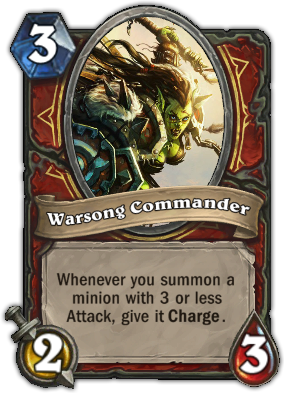 3
Warsong Commander
Whenever you summon a
minion with 3 or less
Attack, give it Charge.
2
3